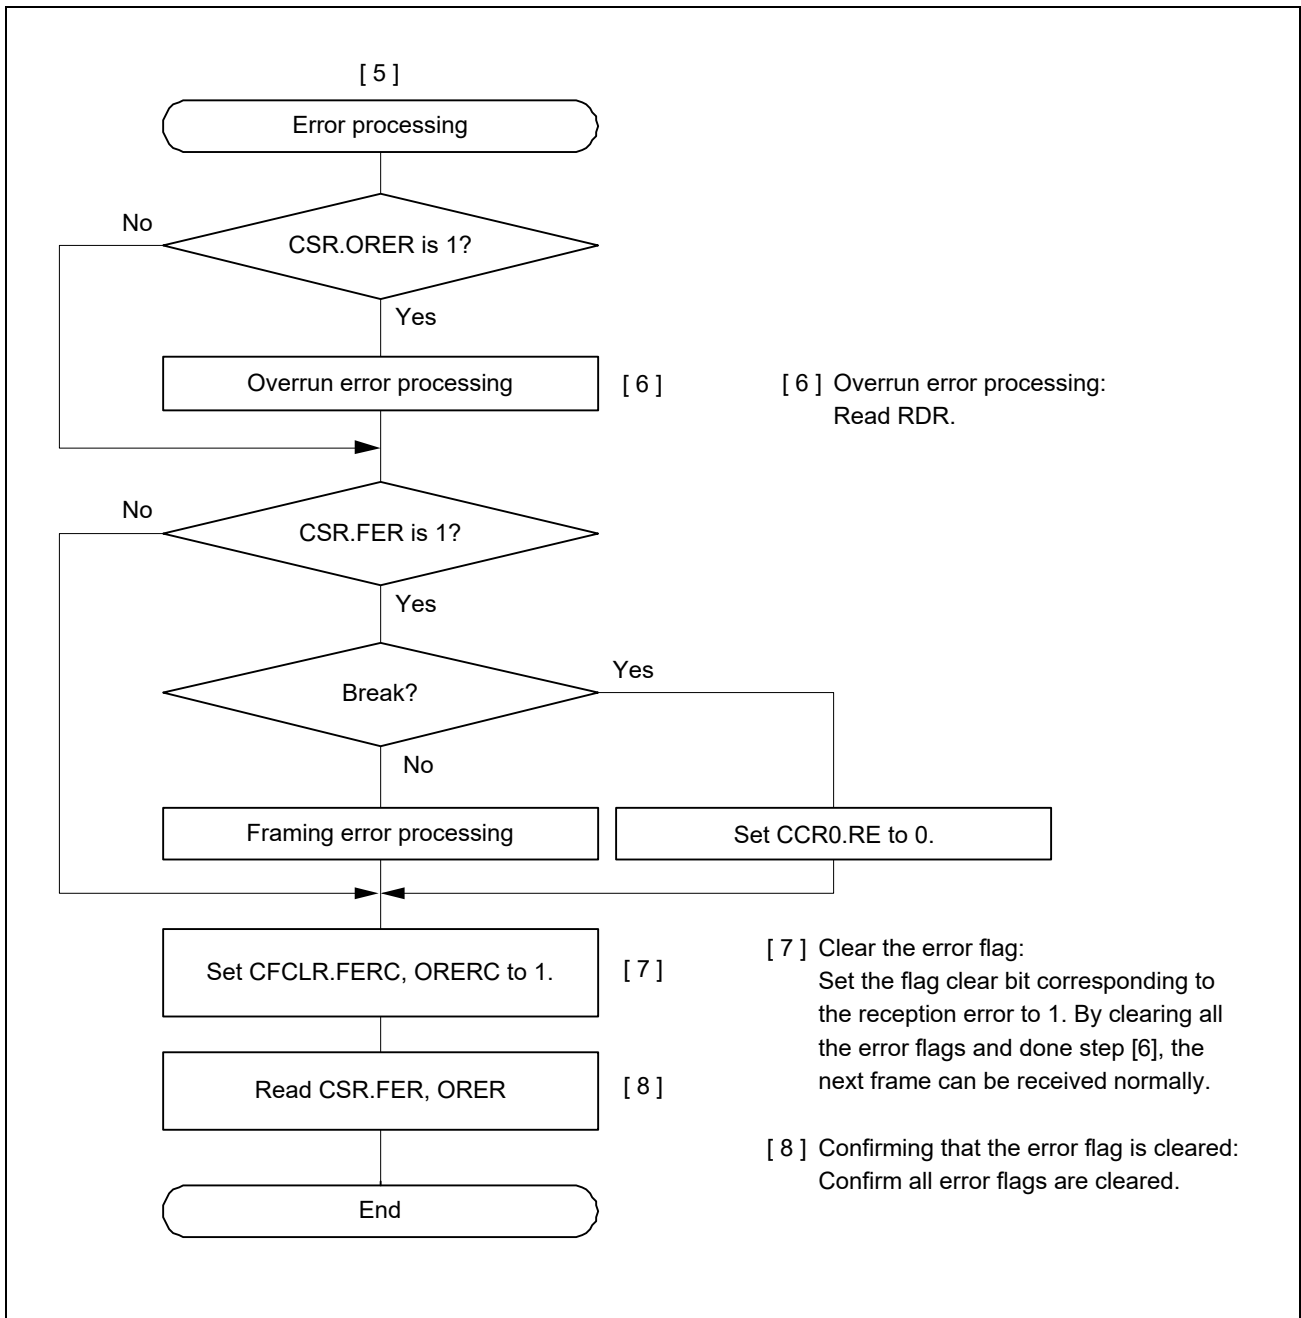 [ 5 ]
Error processing
No
CSR.ORER is 1?
Yes
Overrun error processing
[ 6 ]
[ 6 ] Overrun error processing:
Read RDR.
No
CSR.FER is 1?
Yes
Yes
Break?
No
Framing error processing
Set CCR0.RE to 0.
Set CFCLR.FERC, ORERC to 1.
[ 7 ]
[ 7 ] Clear the error flag:
Set the flag clear bit corresponding to
the reception error to 1. By clearing all
the error flags and done step [6], the
next frame can be received normally.
Read CSR.FER, ORER
[ 8 ]
[ 8 ] Confirming that the error flag is cleared:
Confirm all error flags are cleared.
End